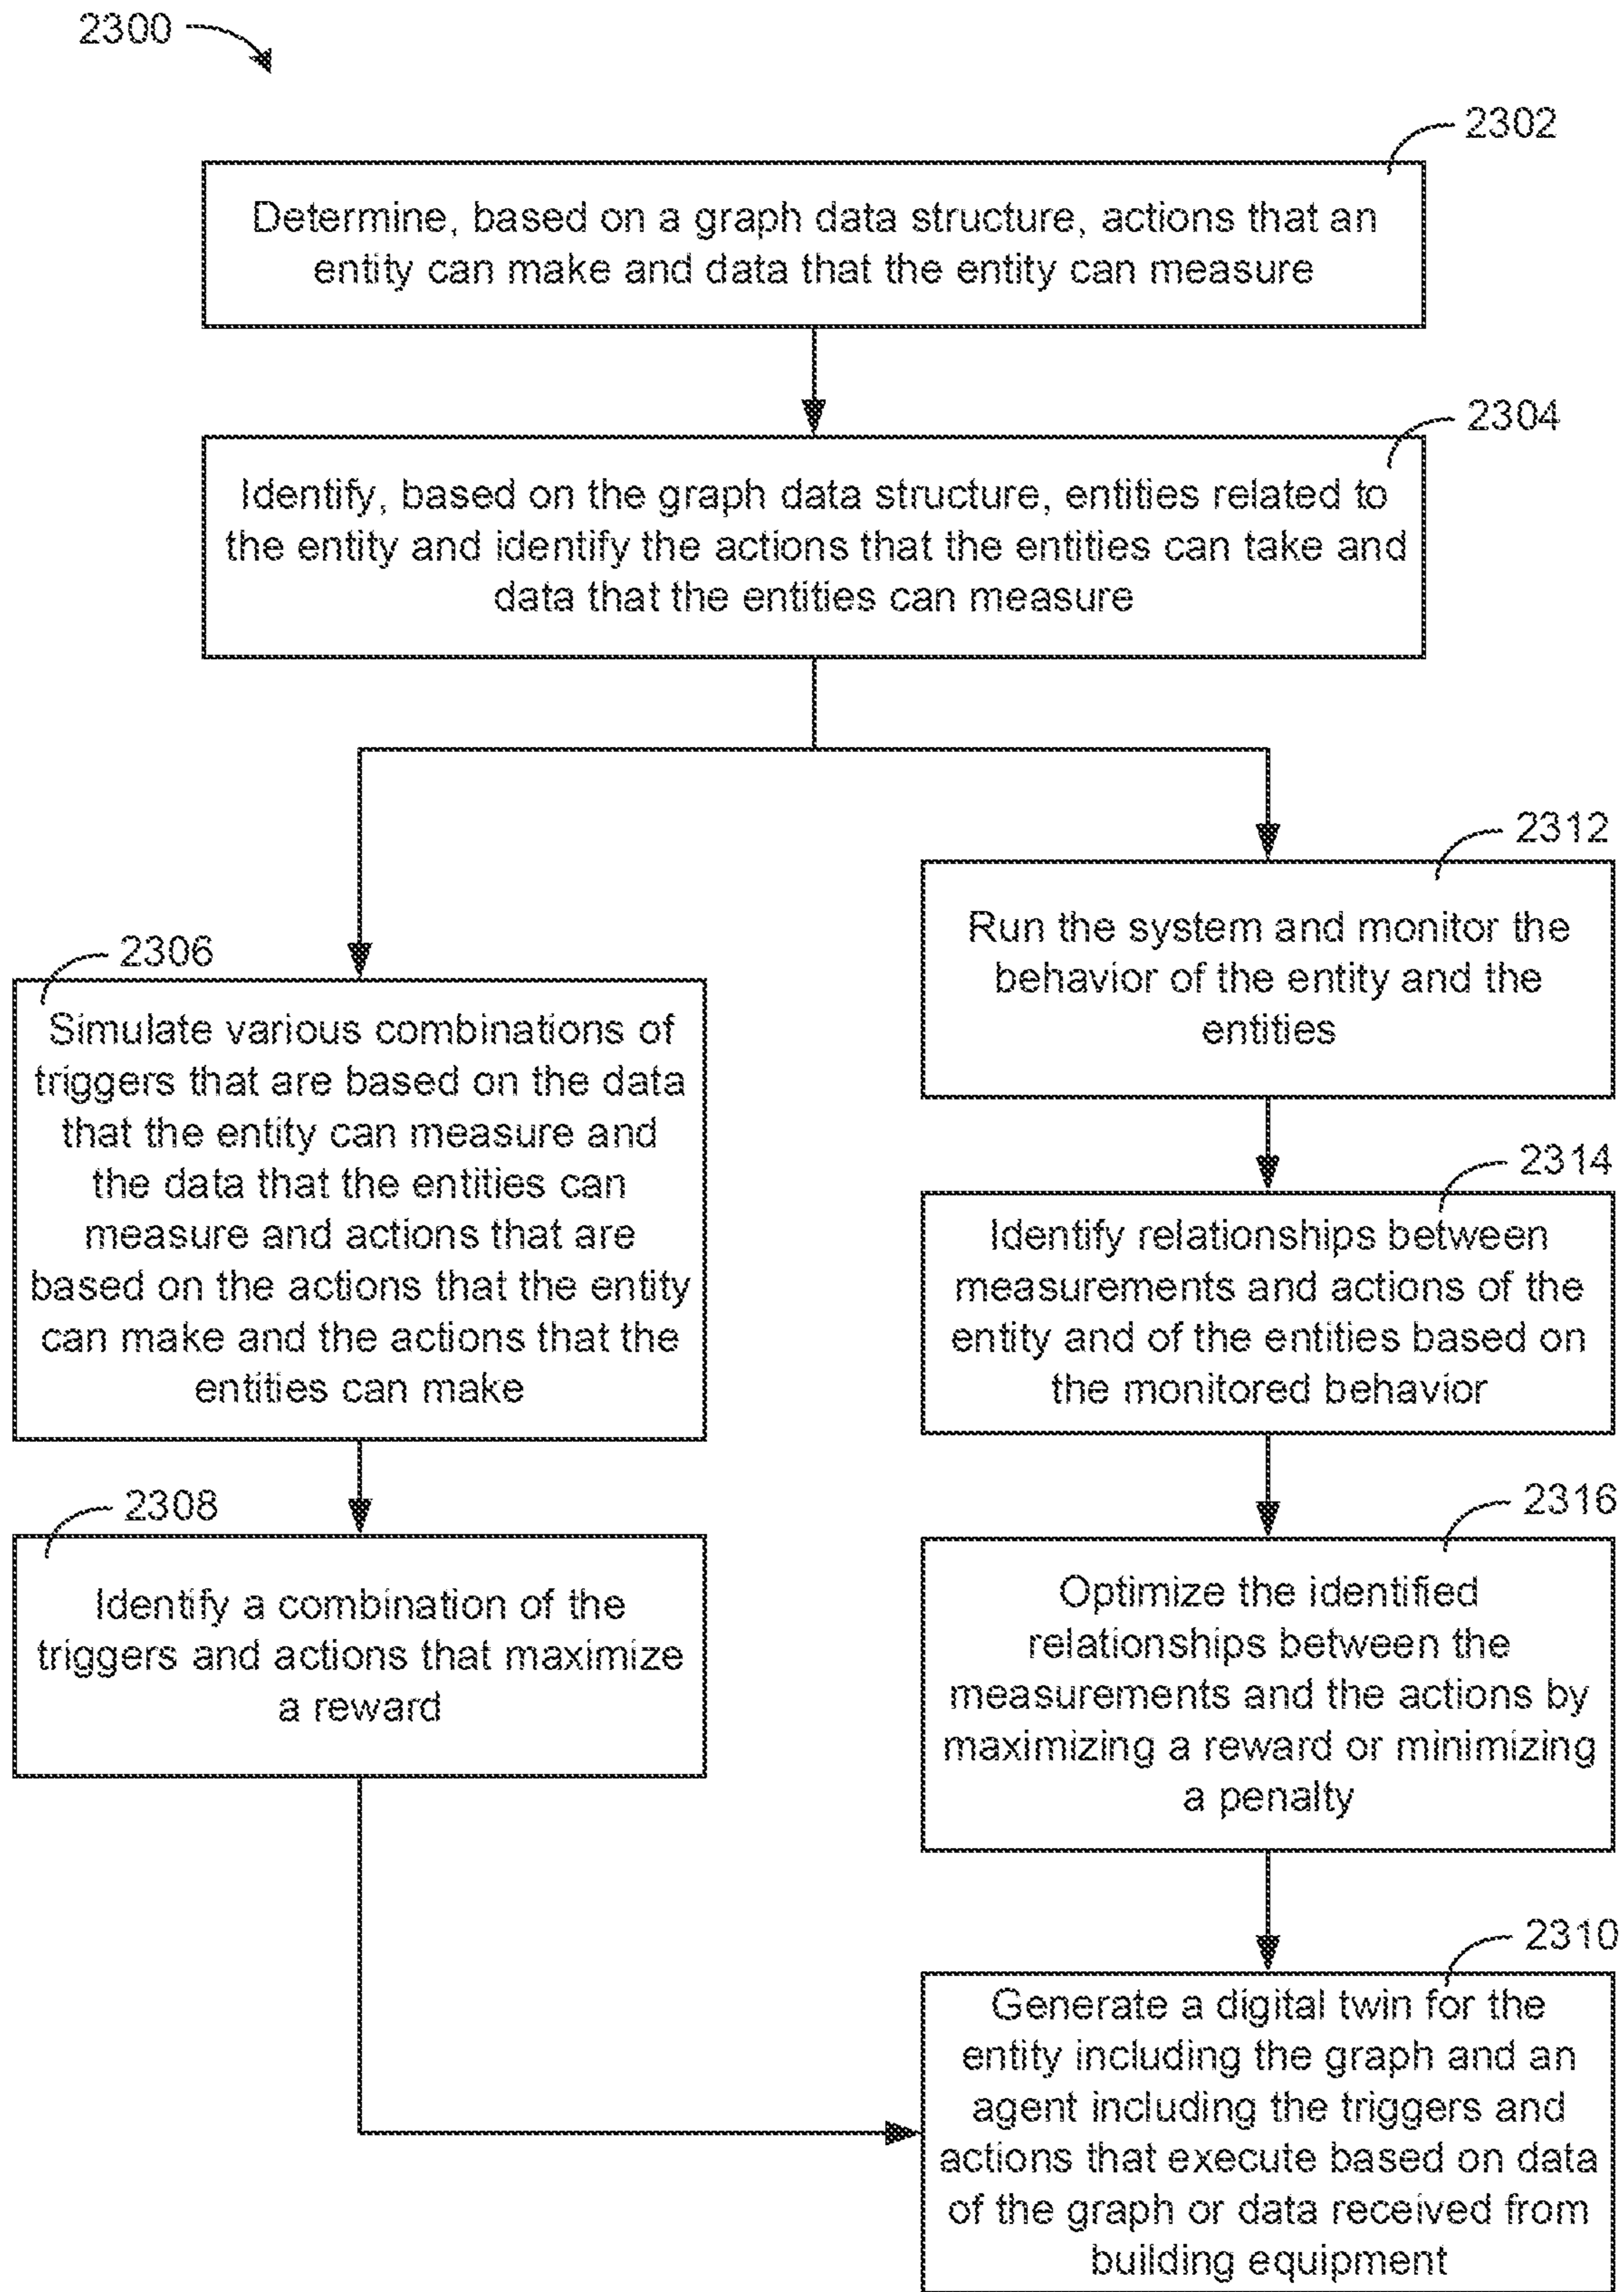 2300
2302
Determine, based on a graph data structure, actions that an
entity can make and data that the entity can measure
2304
Identify, based on the graph data structure, entities related to
the entity and identify the actions that the entities can take and
data that the entities can measure
2306
Simulate various combinations of
triggers that are based on the data
that the entity can measure and
the data that the entities can
measure and actions that are
based on the actions that the entity
can make and the actions that the
entities can make
2308
Identify a combination of the
triggers and actions that maximize
a reward
2312
Run the system and monitor the
behavior of the entity and the
entities
2314
Identify relationships between
measurements and actions of the
entity and of the entities based on
the monitored behavior
2316
Optimize the identified
relationships between the
measurements and the actions by
maximizing a reward or minimizing
a penalty
2310
Generate a digital twin for the
entity including the graph and an
agent including the triggers and
actions that execute based on data
of the graph or data received from
building equipment